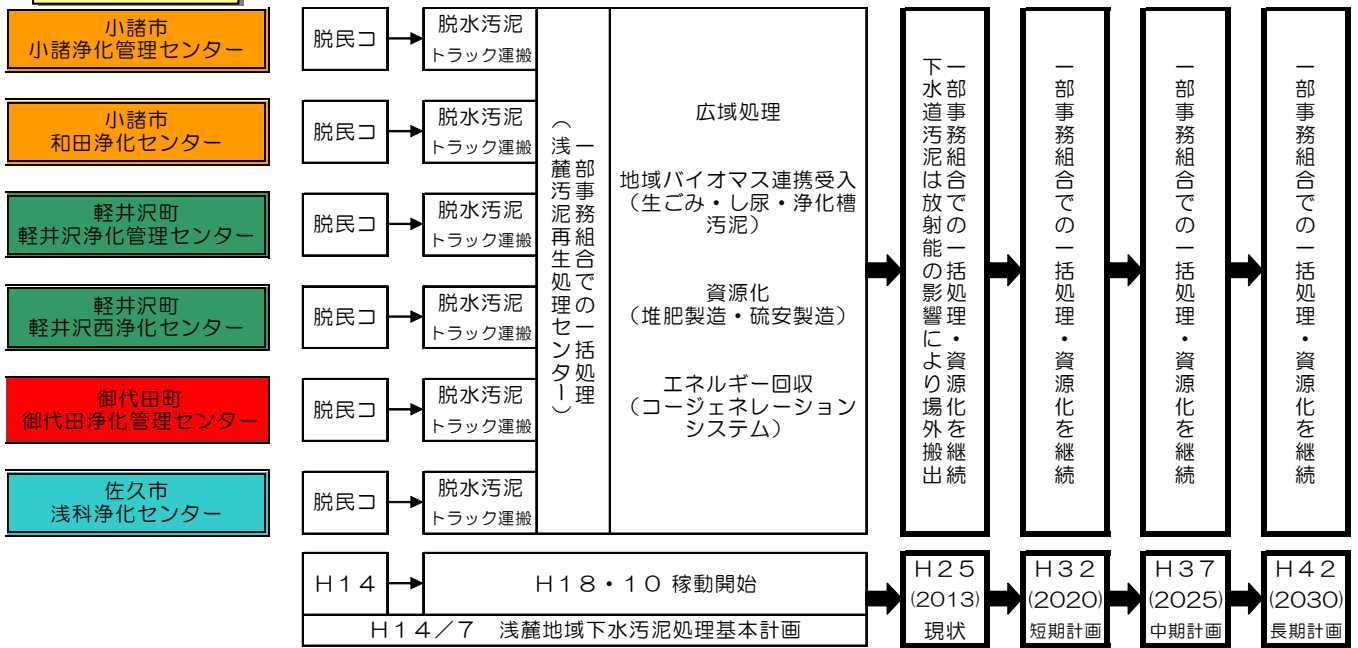 小諸市
小諸浄化管理センター
脱民コ
脱水汚泥
トラック運搬
小諸市
和田浄化センター
脱民コ
脱水汚泥
トラック運搬
軽井沢町
軽井沢浄化管理センター
脱民コ
脱水汚泥
トラック運搬
軽井沢町
軽井沢西浄化センター
脱民コ
脱水汚泥
トラック運搬
御代田町
御代田浄化管理センター
脱民コ
脱水汚泥
トラック運搬
佐久市
浅科浄化センター
脱民コ
脱水汚泥
トラック運搬
一部事務組合での一括処理
（浅麓汚泥再生処理センター）
広域処理
地域バイオマス連携受入
（生ごみ・し尿・浄化槽
汚泥）
資源化
（堆肥製造・硫安製造）
エネルギー回収
（コージェネレーション
システム）
一部事務組合での一括処理・資源化を継続
下水道汚泥は放射能の影響により場外搬出
一部事務組合での一括処理・資源化を継続
一部事務組合での一括処理・資源化を継続
一部事務組合での一括処理・資源化を継続
Ｈ１４
Ｈ１８・１０ 稼動開始
Ｈ１４／７　浅麓地域下水汚泥処理基本計画
Ｈ２５
(2013)
現状
Ｈ３２
(2020)
短期計画
Ｈ３７
(2025)
中期計画
Ｈ４２
(2030)
長期計画